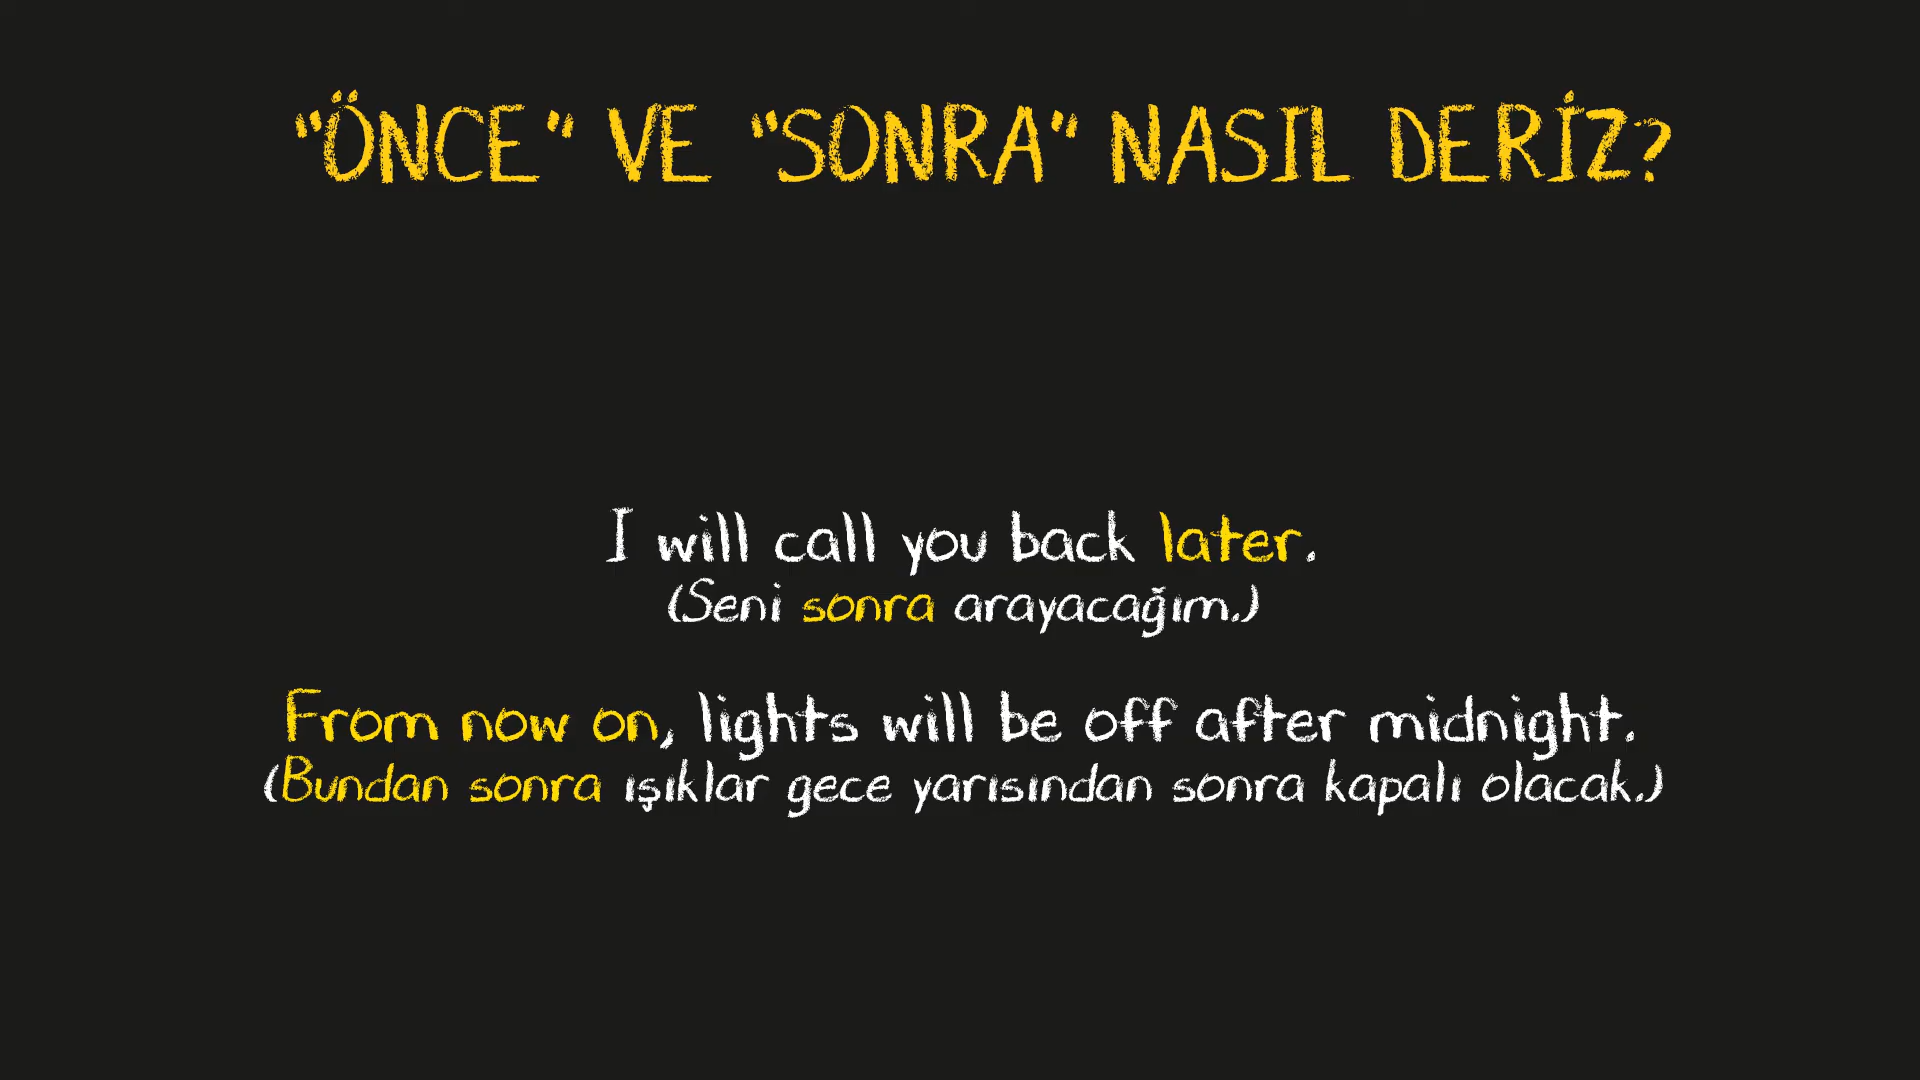 "ÖNCE" VE "SONRA" NASIL DERİZ?
I will call you back later.
(Seni sonra arayacağım.)
From now on, lights will be off after midnight.
(Bundan sonra ışıklar gece yarısından sonra kapalı olacak.)